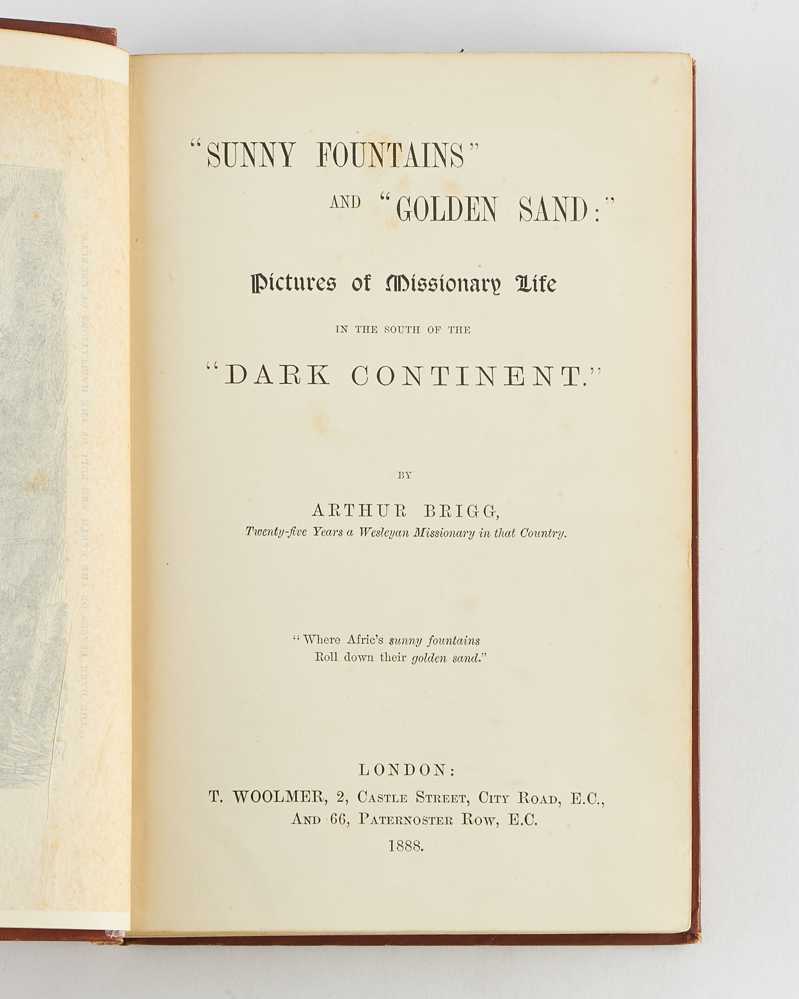 “SUNNY FOUNTAINS”
AND “GOLDEN SAND:”
Pictures of Missionary Life
IN THE SOUTH OF THE
“DARK CONTINENT.”
BY
ARTHUR BRIGG,
Twenty-five Years a Wesleyan Missionary in that Country.
“Where Afric's sunny fountains
Roll down their golden sand.”
LONDON:
T. WOOLMER, 2, CASTLE STREET, CITY ROAD, E.C.,
AND 66, PATERNOSTER ROW, E.C.
1888.